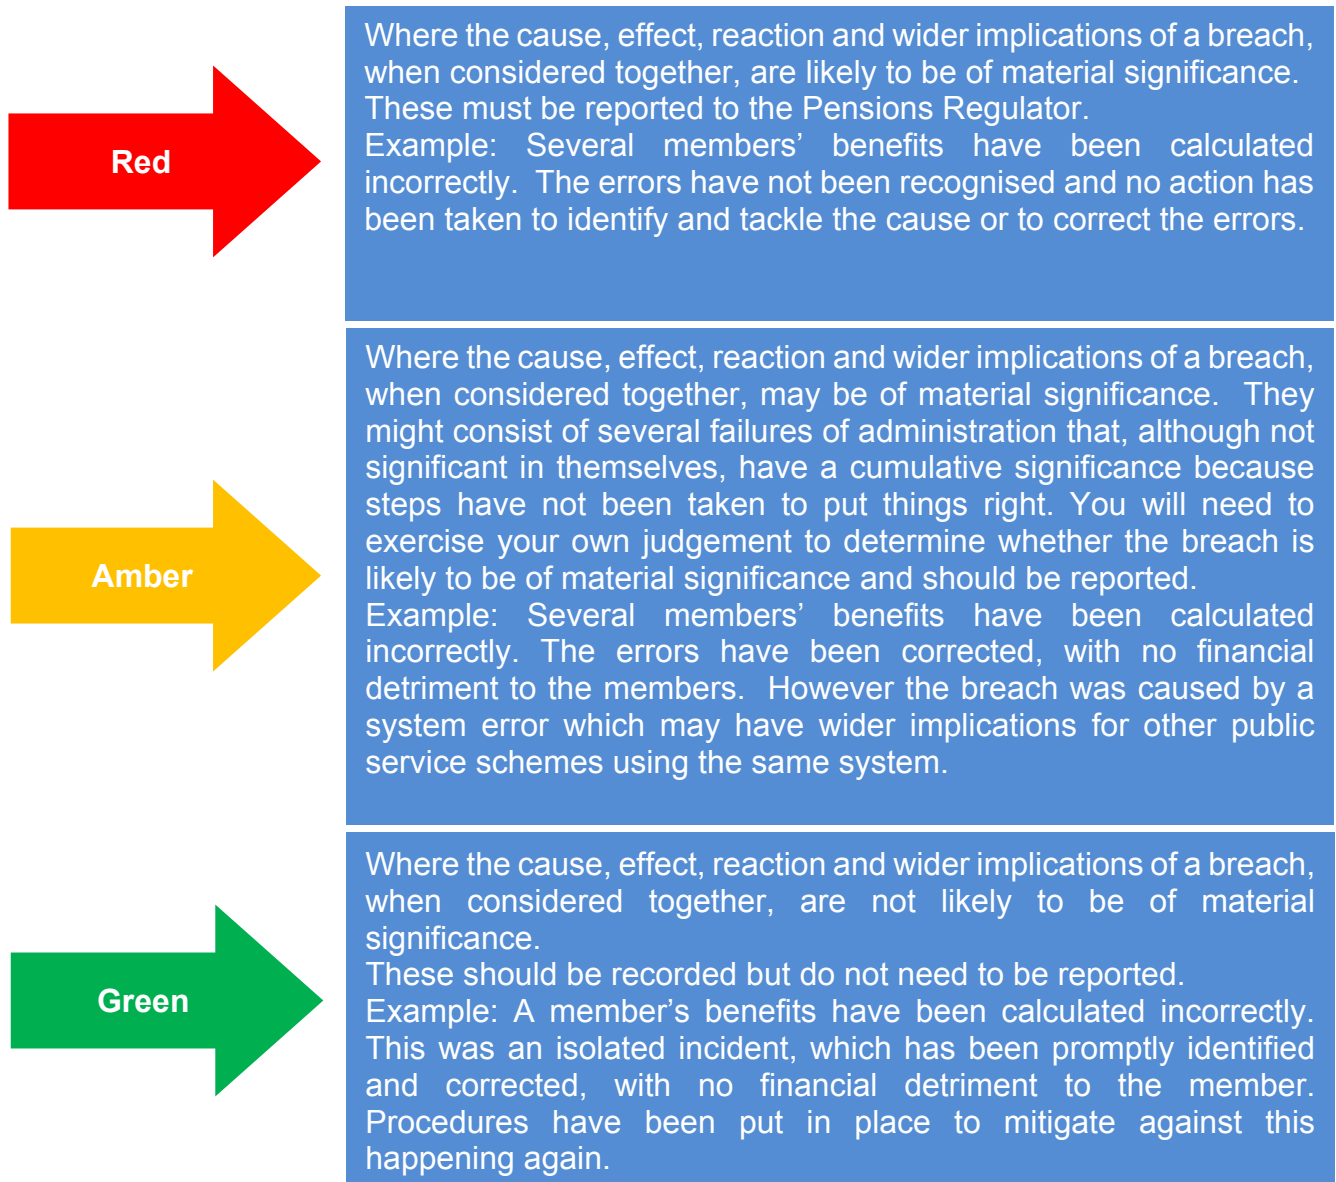 Where the cause, effect, reaction and wider implications of a breach,
when considered together, are likely to be of material significance.
These must be reported to the Pensions Regulator.
Example: Several members’ benefits have been calculated
incorrectly. The errors have not been recognised and no action has
been taken to identify and tackle the cause or to correct the errors.
Red
Where the cause, effect, reaction and wider implications of a breach,
when considered together, may be of material significance. They
might consist of several failures of administration that, although not
significant in themselves, have a cumulative significance because
steps have not been taken to put things right. You will need to
exercise your own judgement to determine whether the breach is
likely to be of material significance and should be reported.
Example: Several members’ benefits have been calculated
incorrectly. The errors have been corrected, with no financial
detriment to the members. However the breach was caused by a
system error which may have wider implications for other public
service schemes using the same system.
Amber
Where the cause, effect, reaction and wider implications of a breach,
when considered together, are not likely to be of material
significance.
These should be recorded but do not need to be reported.
Example: A member’s benefits have been calculated incorrectly.
This was an isolated incident, which has been promptly identified
and corrected, with no financial detriment to the member.
Procedures have been put in place to mitigate against this
happening again.
Green